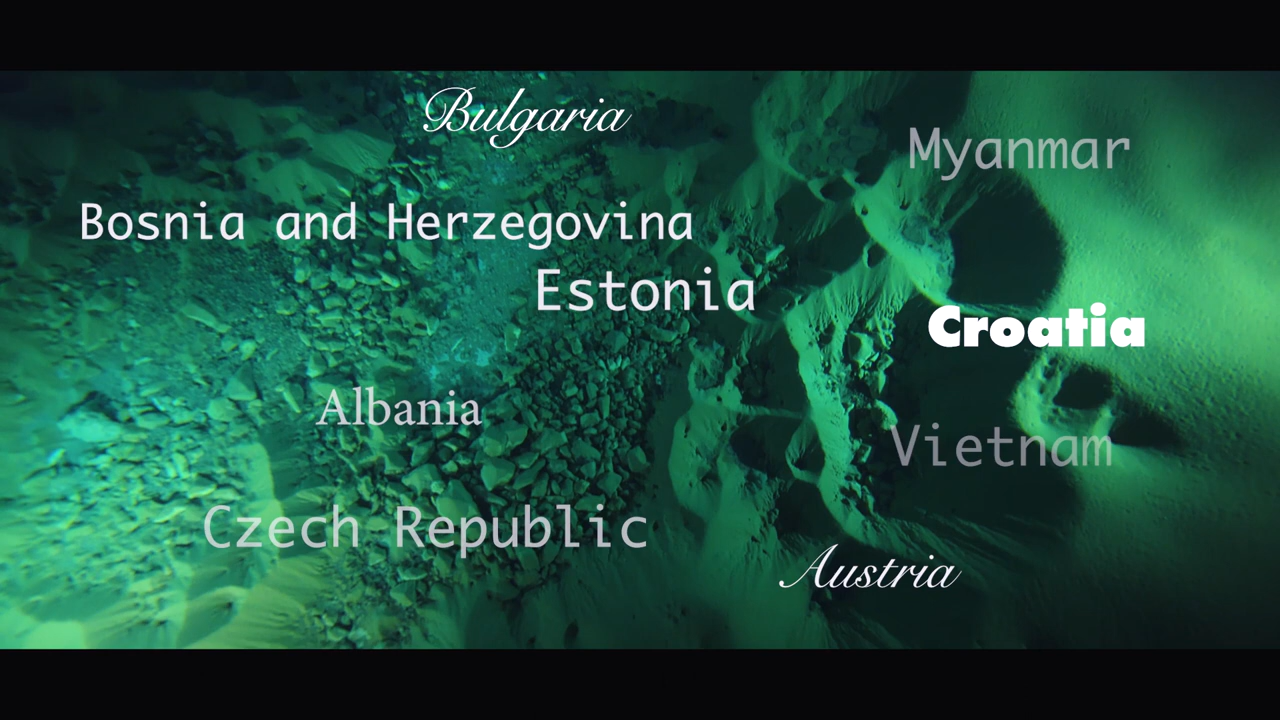 Bulgaria
Myanmar
Bosnia and Herzegovina
Estonia
Croatia
Albania
Vietnam
Czech Republic
Austria